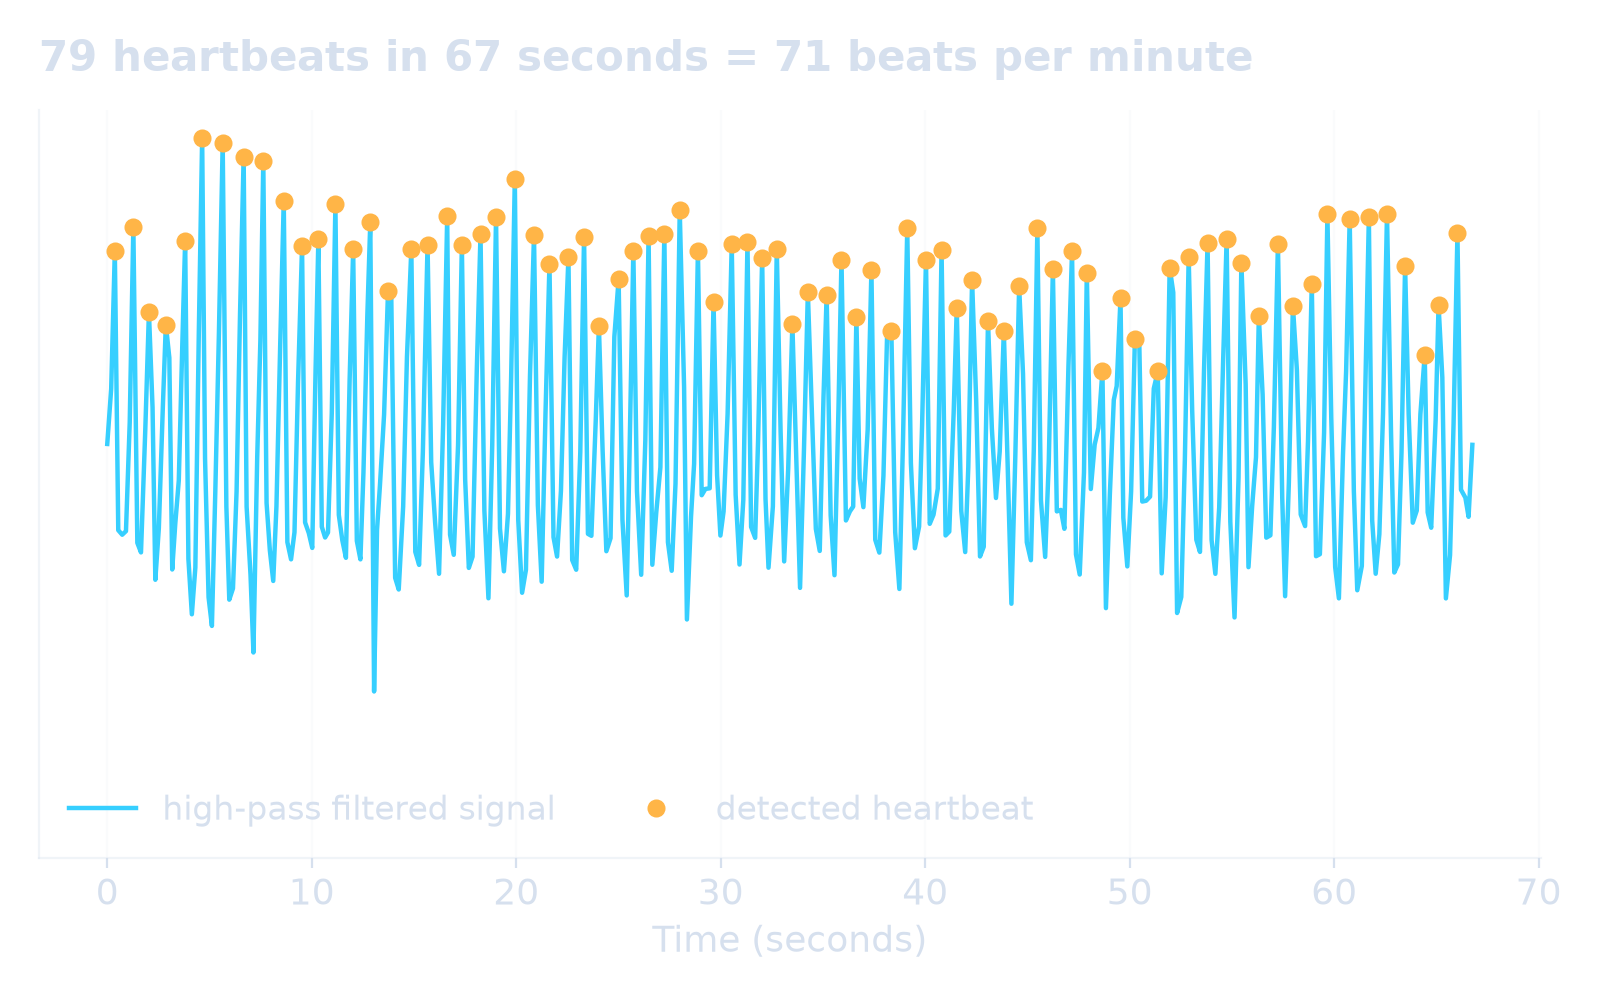 79 heartbeats in 67 seconds = 71 beats per minute
high-pass filtered signal detected heartbeat
0 10 20 30 40 50 60 70
Time (seconds)